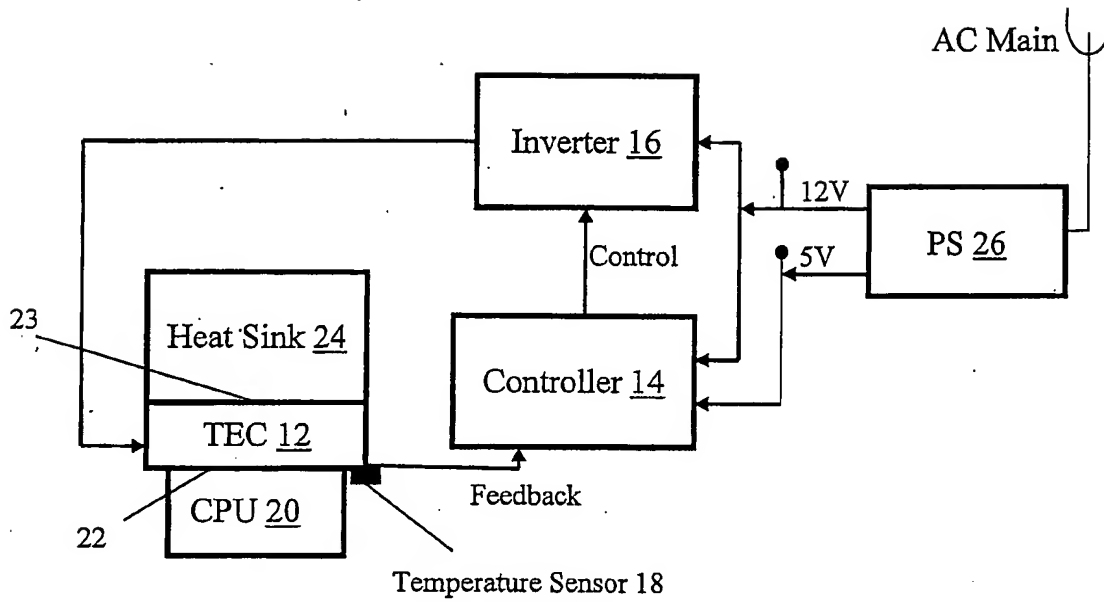 AC Main
Inverter 16
12V
PS 26
5V
Control
23
Heat Sink 24
Controller 14
TEC 12
Feedback
CPU 20
22
Temperature Sensor 18